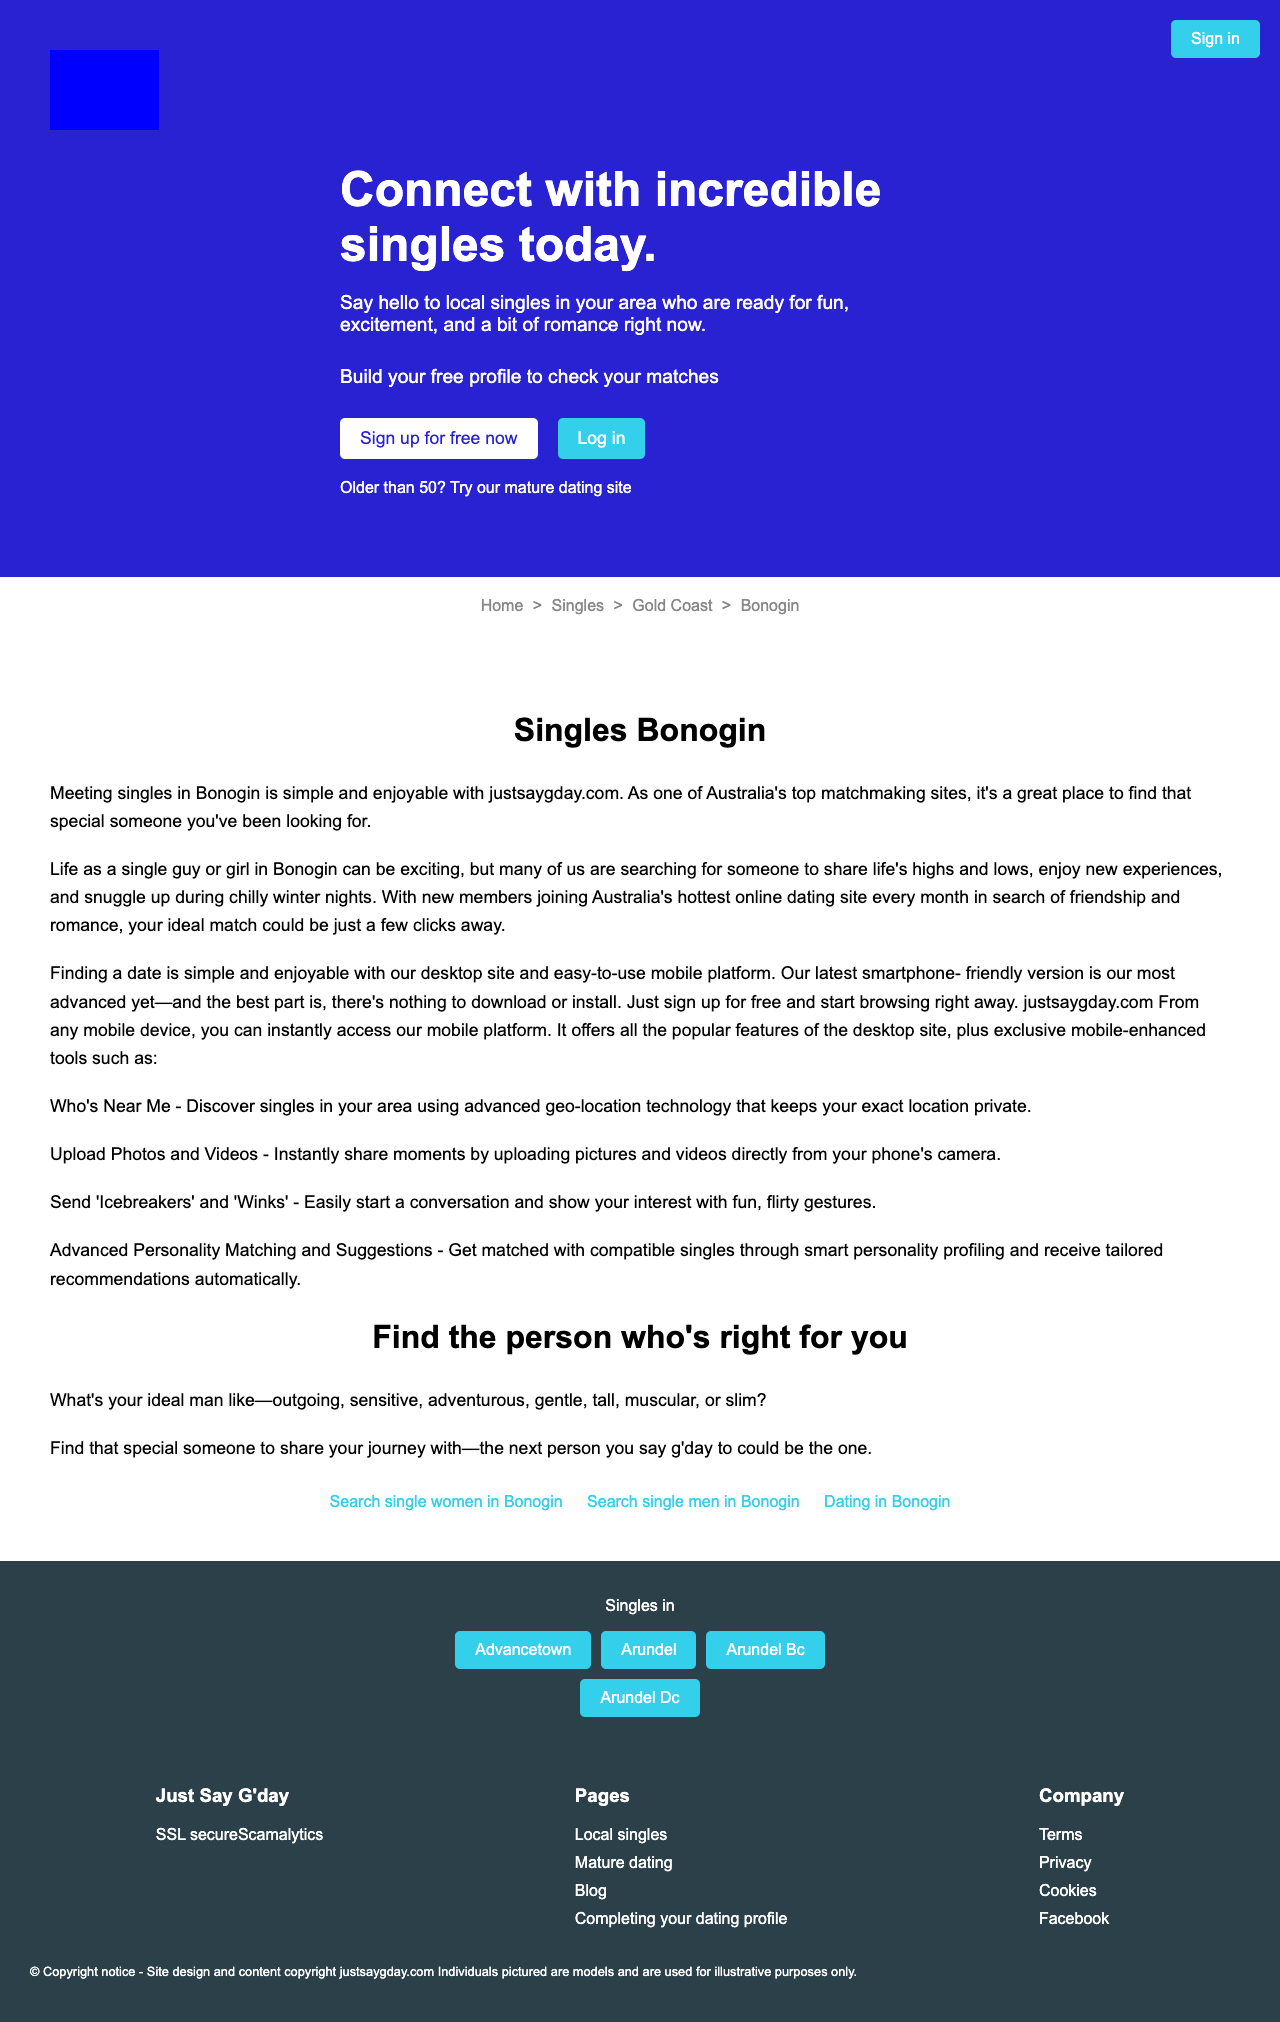 Sign in
Connect with incredible
singles today.
Say hello to local singles in your area who are ready for fun,
excitement, and a bit of romance right now.
Build your free profile to check your matches
Sign up for free now
Log in
Older than 50? Try our mature dating site
Home > Singles > Gold Coast > Bonogin
Singles Bonogin
Meeting singles in Bonogin is simple and enjoyable with justsaygday.com. As one of Australia's top matchmaking sites, it's a great place to find that
special someone you've been looking for.
Life as a single guy or girl in Bonogin can be exciting, but many of us are searching for someone to share life's highs and lows, enjoy new experiences,
and snuggle up during chilly winter nights. With new members joining Australia's hottest online dating site every month in search of friendship and
romance, your ideal match could be just a few clicks away.
Finding a date is simple and enjoyable with our desktop site and easy-to-use mobile platform. Our latest smartphone- friendly version is our most
advanced yet—and the best part is, there's nothing to download or install. Just sign up for free and start browsing right away. justsaygday.com From
any mobile device, you can instantly access our mobile platform. It offers all the popular features of the desktop site, plus exclusive mobile-enhanced
tools such as:
Who's Near Me - Discover singles in your area using advanced geo-location technology that keeps your exact location private.
Upload Photos and Videos - Instantly share moments by uploading pictures and videos directly from your phone's camera.
Send 'Icebreakers' and 'Winks' - Easily start a conversation and show your interest with fun, flirty gestures.
Advanced Personality Matching and Suggestions - Get matched with compatible singles through smart personality profiling and receive tailored
recommendations automatically.
Find the person who's right for you
What's your ideal man like—outgoing, sensitive, adventurous, gentle, tall, muscular, or slim?
Find that special someone to share your journey with—the next person you say g'day to could be the one.
Search single women in Bonogin Search single men in Bonogin Dating in Bonogin
Singles in
Advancetown Arundel Arundel Bc
Arundel Dc
Just Say G'day
SSL secureScamalytics
Pages
Local singles
Mature dating
Blog
Completing your dating profile
Company
Terms
Privacy
Cookies
Facebook
© Copyright notice - Site design and content copyright justsaygday.com Individuals pictured are models and are used for illustrative purposes only.